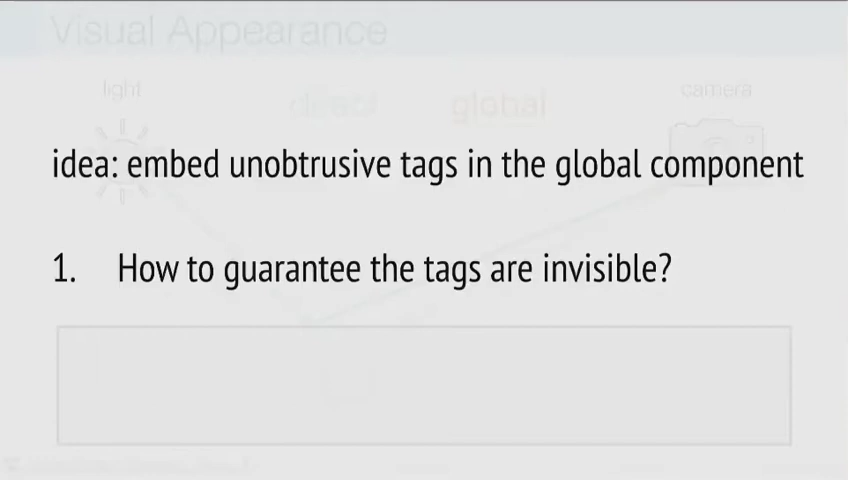 Visual Appearance
light direct global camera
idea: embed unobtrusive tags in the global component
1. How to guarantee the tags are invisible?